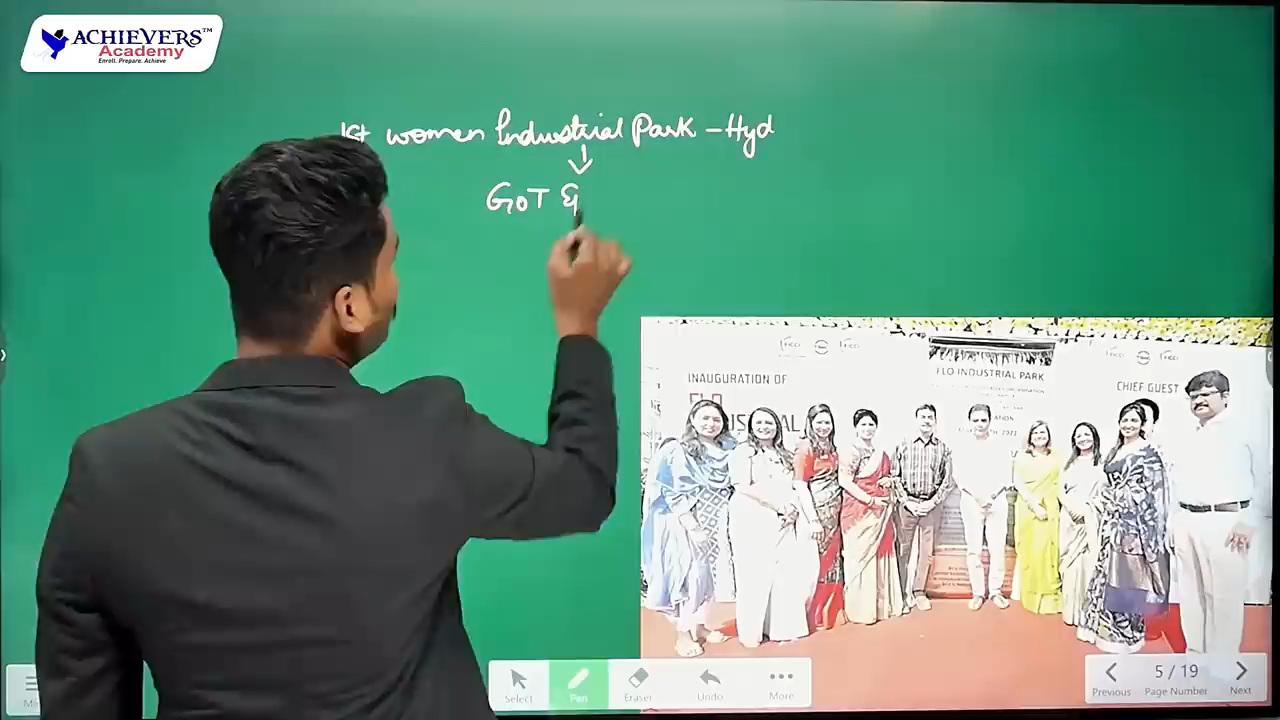 ACHIEVERS™
Academy
Enroll. Prepare. Achieve
1st women Industrial Park - Hyd
GoT &
INAUGURATION OF
FLO
FLO INDUSTRIAL PARK
CHIEF GUEST
Select
Pen
Eraser
Undo
More
5 / 19
Previous
Page Number
Next